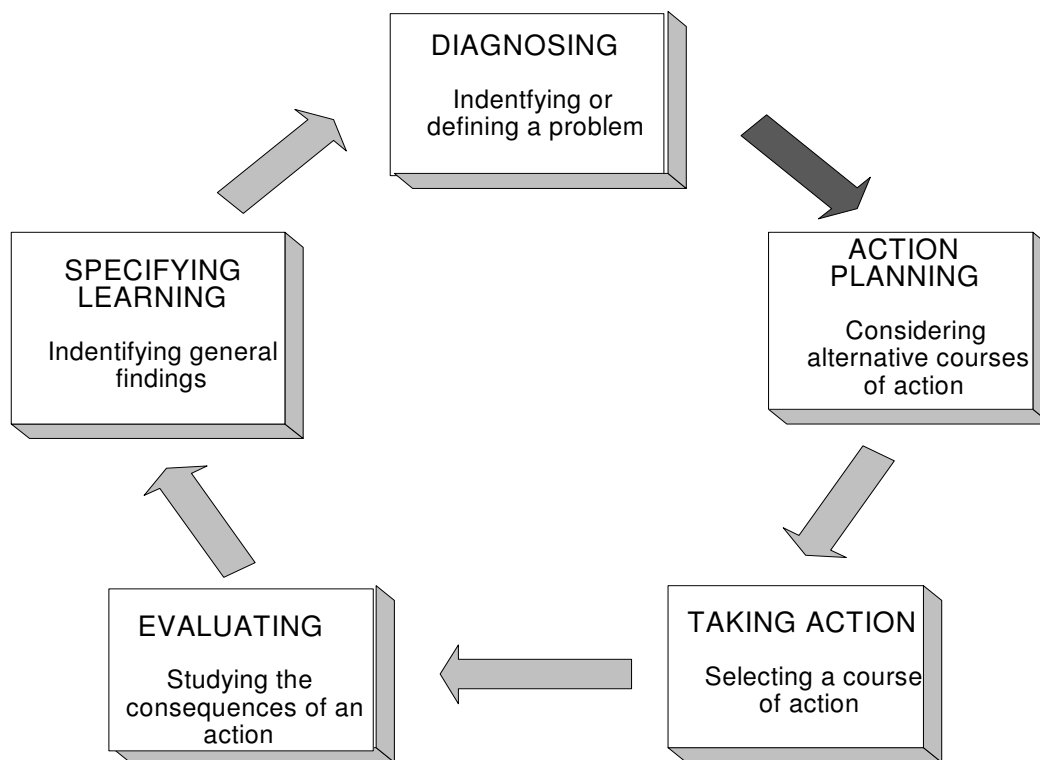 DIAGNOSING
Indentfying or
defining a problem
ACTION
PLANNING
Considering
alternative courses
of action
TAKING ACTION
Selecting a course
of action
EVALUATING
Studying the
consequences of an
action
SPECIFYING
LEARNING
Indentifying general
findings